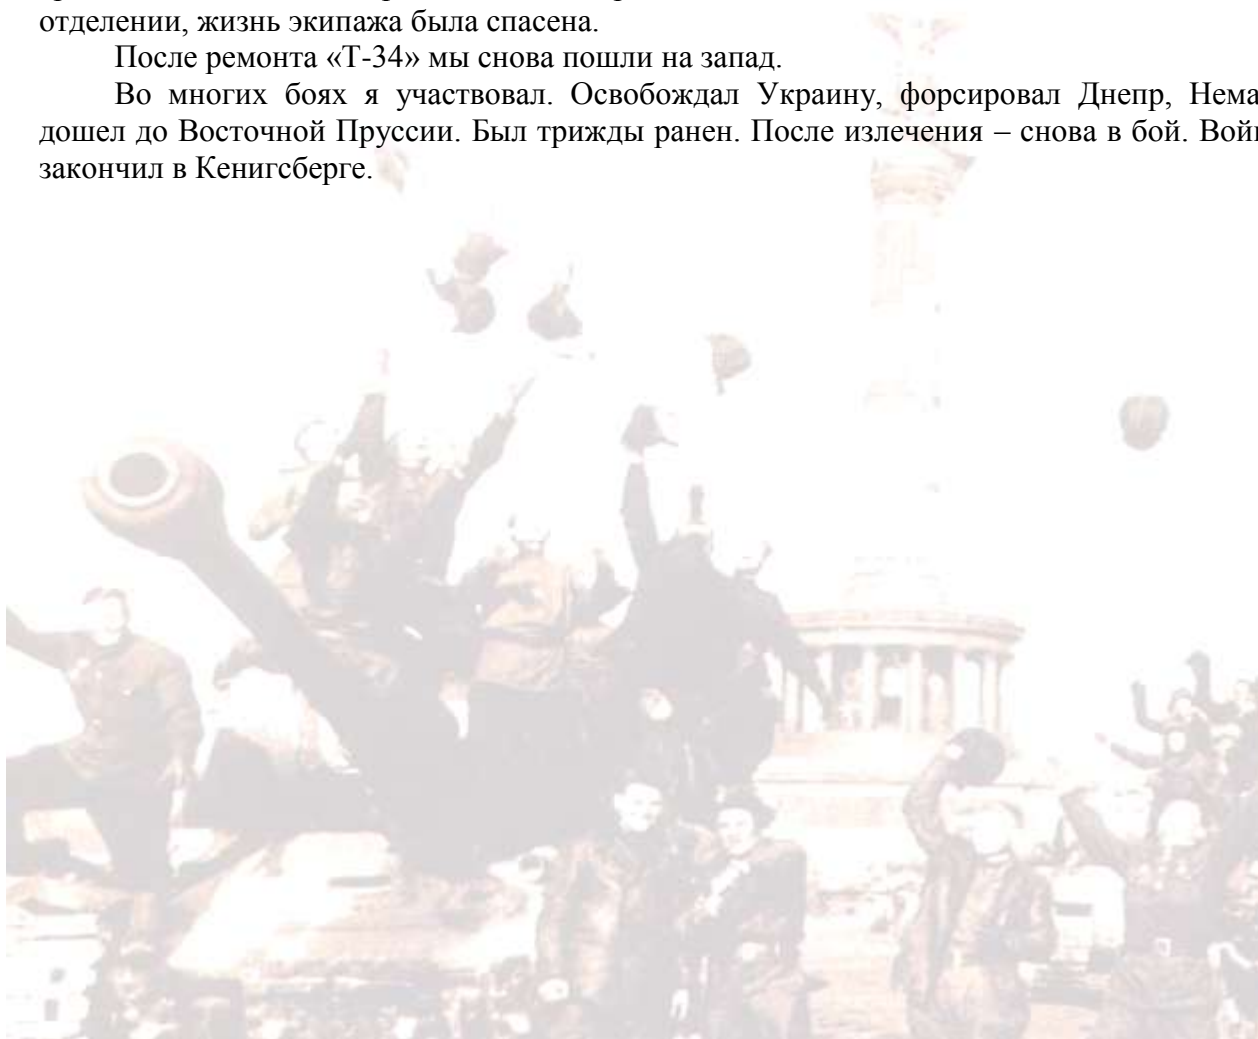 отделении, жизнь экипажа была спасена.
После ремонта «Т-34» мы снова пошли на запад.
Во многих боях я участвовал. Освобождал Украину, форсировал Днепр, Нема
дошел до Восточной Пруссии. Был трижды ранен. После излечения – снова в бой. Вой
закончил в Кенигсберге.